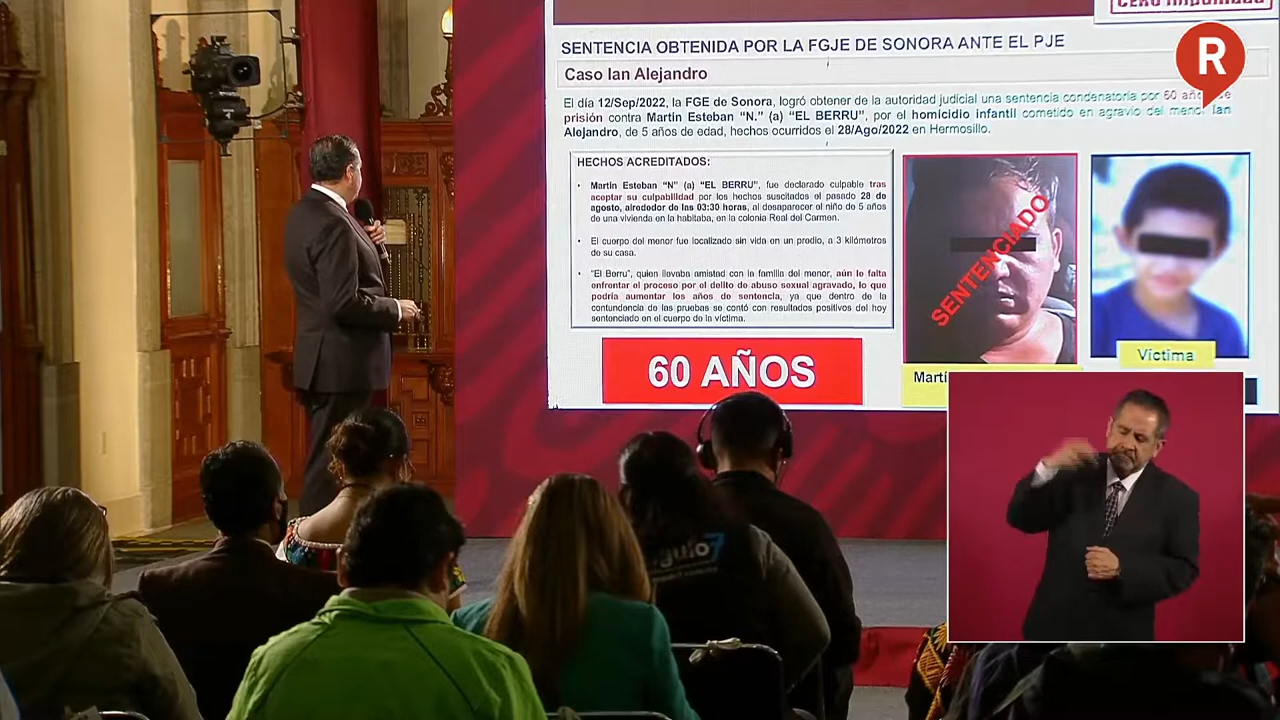 CERO IMPUNIDAD
R
SENTENCIA OBTENIDA POR LA FGJE DE SONORA ANTE EL PJE
Caso Ian Alejandro
El día 12/Sep/2022, la FGE de Sonora, logró obtener de la autoridad judicial una sentencia condenatoria por 60 años de
prisión contra Martín Esteban “N.” (a) “EL BERRU”, por el homicidio infantil cometido en agravio del menor Ian
Alejandro, de 5 años de edad, hechos ocurridos el 28/Ago/2022 en Hermosillo.
HECHOS ACREDITADOS:
• Martín Esteban “N” (a) “EL BERRU”, fue declarado culpable tras
aceptar su culpabilidad por los hechos suscitados el pasado 28 de
agosto, alrededor de las 03:30 horas, al desaparecer el niño de 5 años
de una vivienda en la habitaba, en la colonia Real del Carmen.
• El cuerpo del menor fue localizado sin vida en un predio, a 3 kilómetros
de su casa.
• “El Berru”, quien llevaba amistad con la familia del menor, aún le falta
enfrentar el proceso por el delito de abuso sexual agravado, lo que
podría aumentar los años de sentencia, ya que dentro de la
contundencia de las pruebas se contó con resultados positivos del hoy
sentenciado en el cuerpo de la víctima.
SENTENCIADO
Víctima
60 AÑOS
Martí